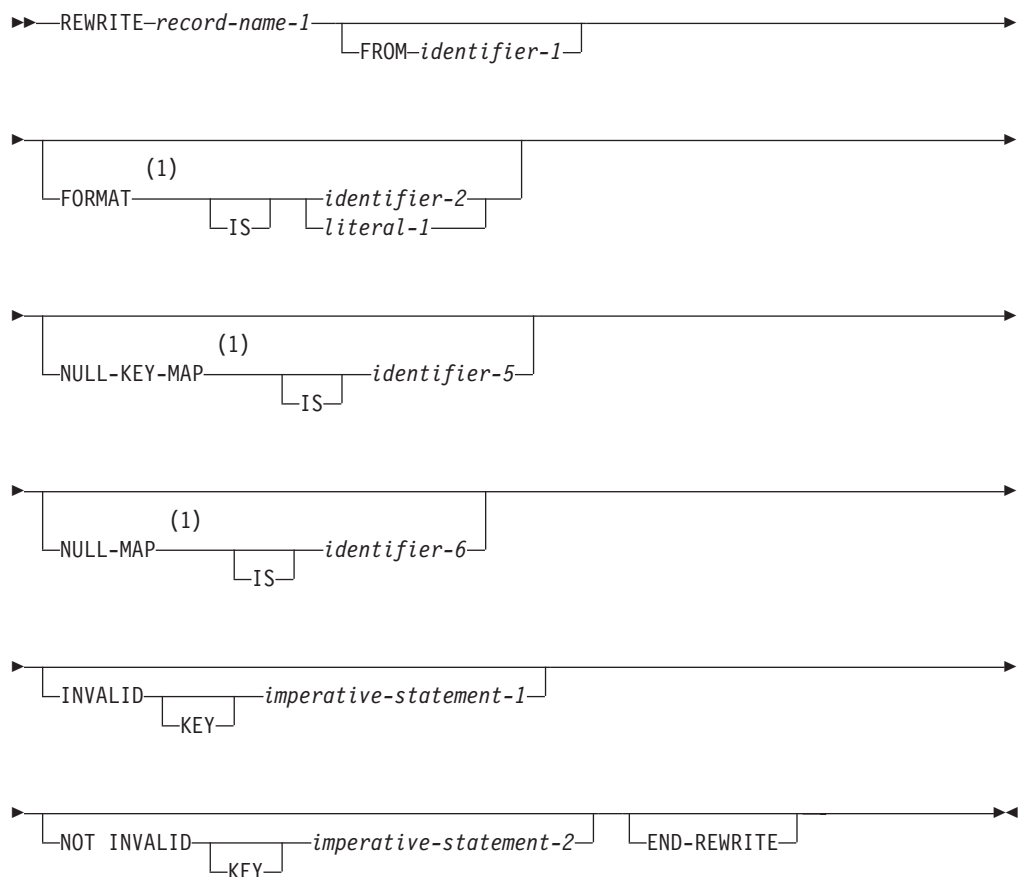 REWRITE record-name-1
FROM identifier-1
(1)
FORMAT identifier-2
IS literal-1
(1)
NULL-KEY-MAP identifier-5
IS
(1)
NULL-MAP identifier-6
IS
INVALID imperative-statement-1
KEY
NOT INVALID imperative-statement-2 END-REWRITE
KEY